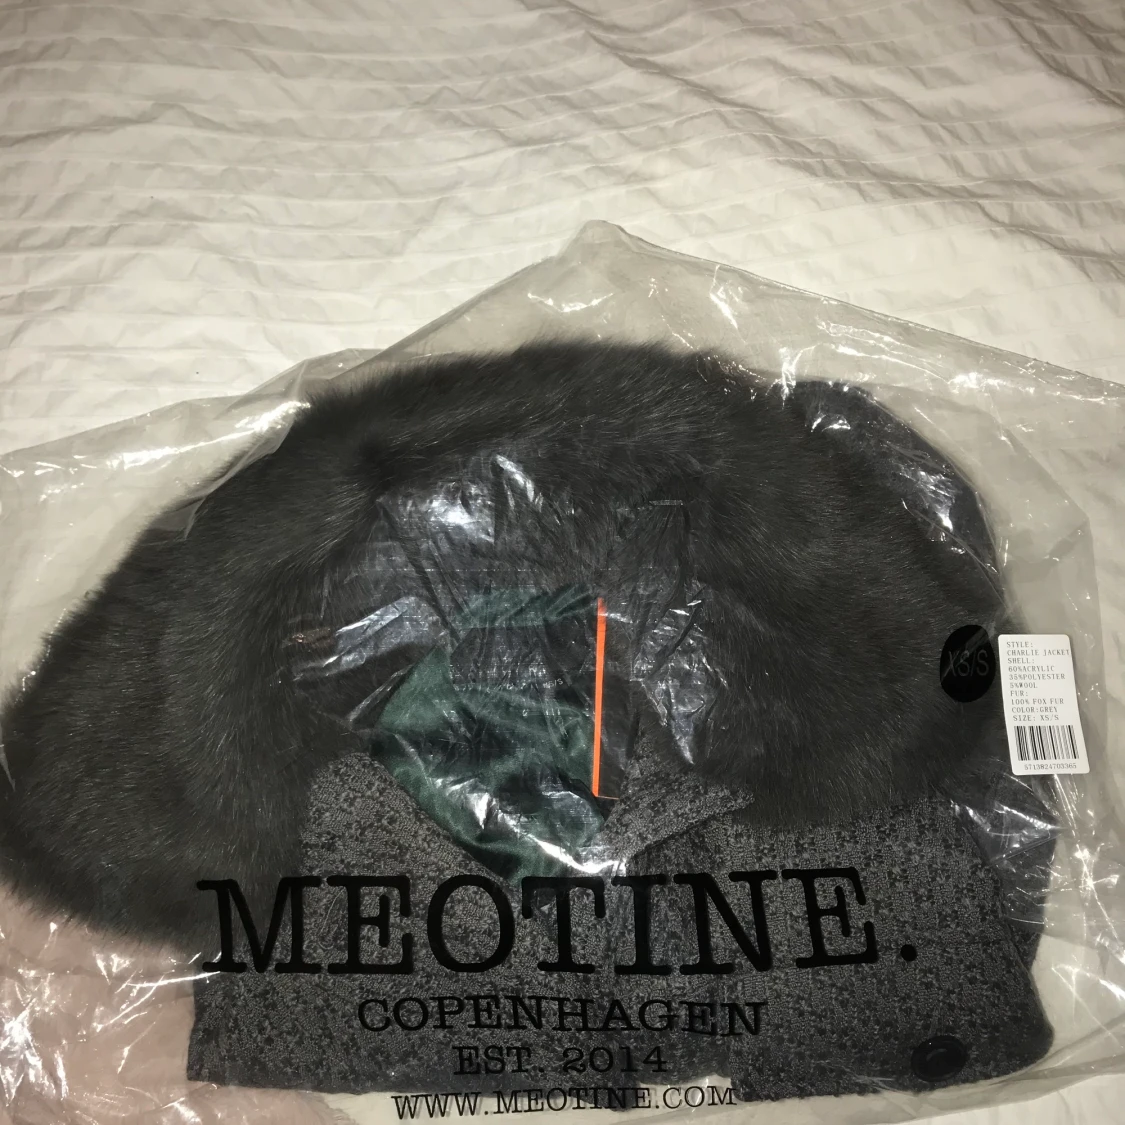 XS/S
STYLE:
CHARLIE JACKET
SHELL:
60%ACRYLIC
35%POLYESTER
5%WOOL
FUR:
100% FOX FUR
COLOR:GREY
SIZE: XS/S
5713824703365
MEOTINE.
COPENHAGEN
EST. 2014
WWW.MEOTINE.COM